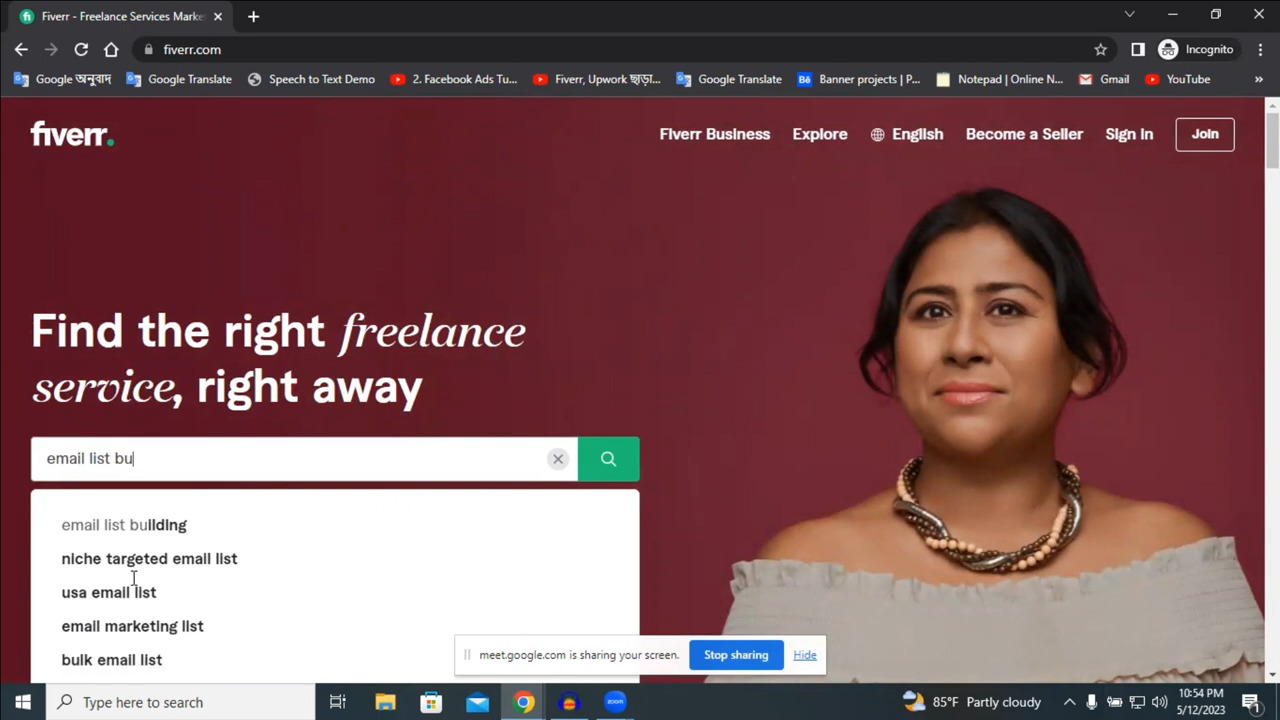 Fiverr - Freelance Services Marke
fiverr.com
Incognito
Google অনুবাদ
Google Translate
Speech to Text Demo
2. Facebook Ads Tu...
Fiverr, Upwork ছাড়া...
Google Translate
Bē
Banner projects | P...
Notepad | Online N...
Gmail
YouTube
»
fiverr.
Fiverr Business
Explore
English
Become a Seller
Sign in
Join
Find the right freelance
service, right away
email list bu
email list building
niche targeted email list
usa email list
email marketing list
bulk email list
meet.google.com is sharing your screen.
Stop sharing
Hide
Type here to search
zoom
85°F Partly cloudy
10:54 PM
5/12/2023
1